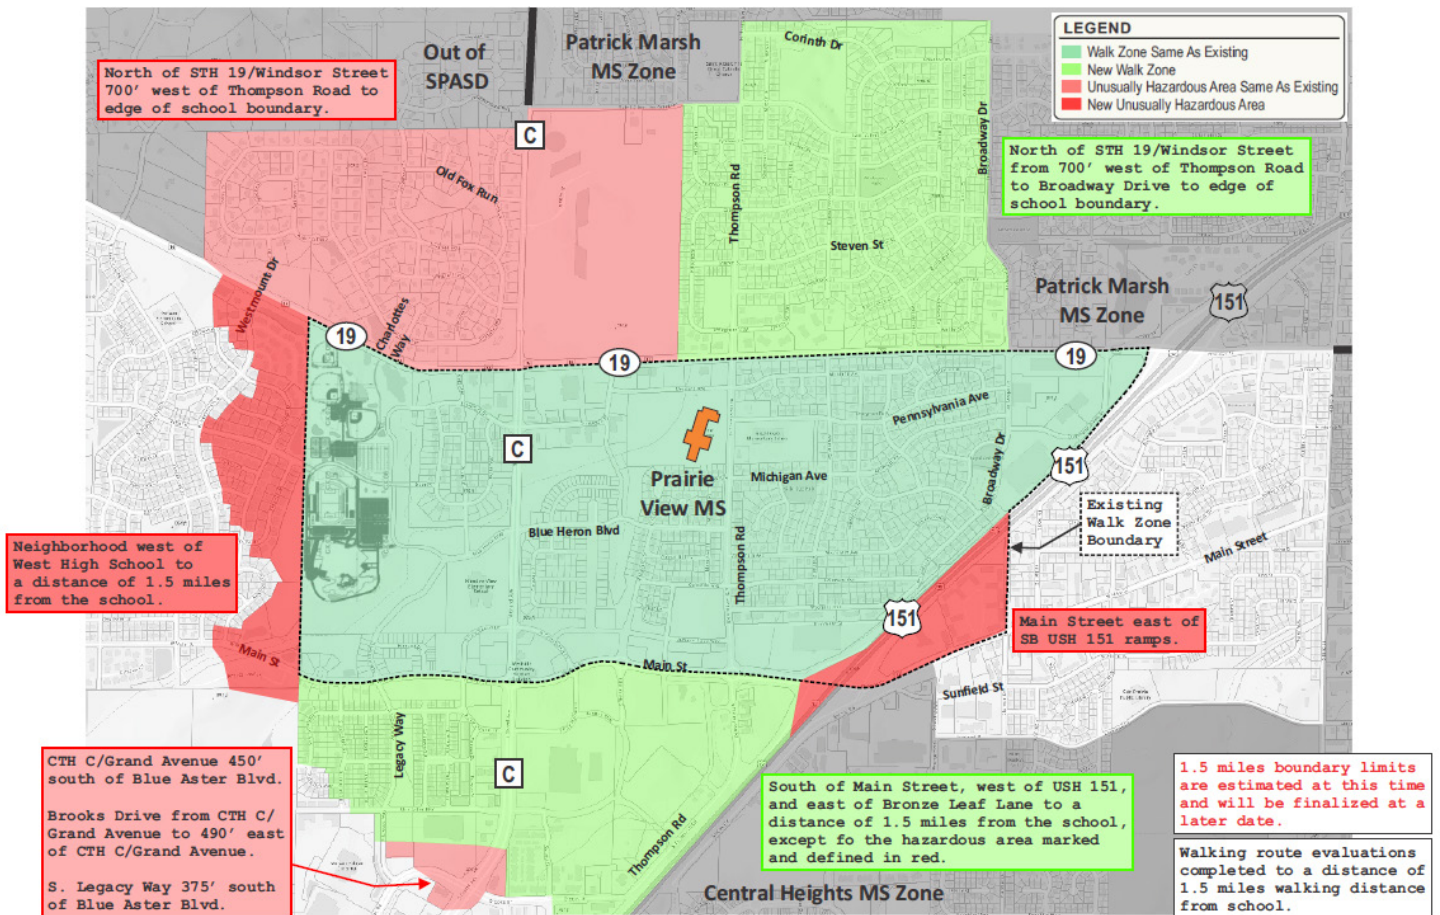 Out of
SPASD
Patrick Marsh
MS Zone
Corinth Dr
LEGEND
Walk Zone Same As Existing
New Walk Zone
Unusually Hazardous Area Same As Existing
New Unusually Hazardous Area
North of STH 19/Windsor Street
700' west of Thompson Road to
edge of school boundary.
C
Old Fox Run
Thompson Rd
Broadway Dr
North of STH 19/Windsor Street
from 700' west of Thompson Road
to Broadway Drive to edge of
school boundary.
Steven St
Westmount Dr
Charlottes
Way
Patrick Marsh
MS Zone
151
19
19
19
Pennsylvania Ave
C
Prairie
View MS
Michigan Ave
Broadway Dr
151
Existing
Walk Zone
Boundary
Blue Heron Blvd
Thompson Rd
Main Street
Neighborhood west of
West High School to
a distance of 1.5 miles
from the school.
151
Main Street east of
SB USH 151 ramps.
Main St
Main St
Sunfield St
Legacy Way
C
CTH C/Grand Avenue 450'
south of Blue Aster Blvd.
Brooks Drive from CTH C/
Grand Avenue to 490' east
of CTH C/Grand Avenue.
S. Legacy Way 375' south
of Blue Aster Blvd.
Thompson Rd
South of Main Street, west of USH 151,
and east of Bronze Leaf Lane to a
distance of 1.5 miles from the school,
except fo the hazardous area marked
and defined in red.
Central Heights MS Zone
1.5 miles boundary limits
are estimated at this time
and will be finalized at a
later date.
Walking route evaluations
completed to a distance of
1.5 miles walking distance
from school.